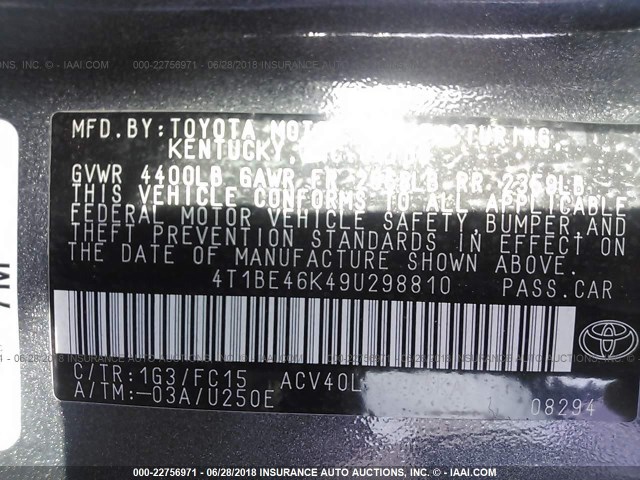 000-22756971 - 06/28/2018 INSURANCE AUTO AUCTIONS, INC. © - IAAI.COM
MFD. BY: TOYOTA
KENTUCKY,
GVWR 4400LB GAWR FR RR 2359LB
THIS VEHICLE CONFORMS TO ALL APPLICABLE
FEDERAL MOTOR VEHICLE SAFETY, BUMPER, AND
THEFT PREVENTION STANDARDS IN EFFECT ON
THE DATE OF MANUFACTURE SHOWN ABOVE.
4T1BE46K49U298810 PASS. CAR
C/TR: 1G3/FC15 ACV40L
A/TM: -03A/U250E
08294
000-22756971 / 06/28/2018 INSURANCE AUTO AUCTIONS, INC. © - IAAI.COM